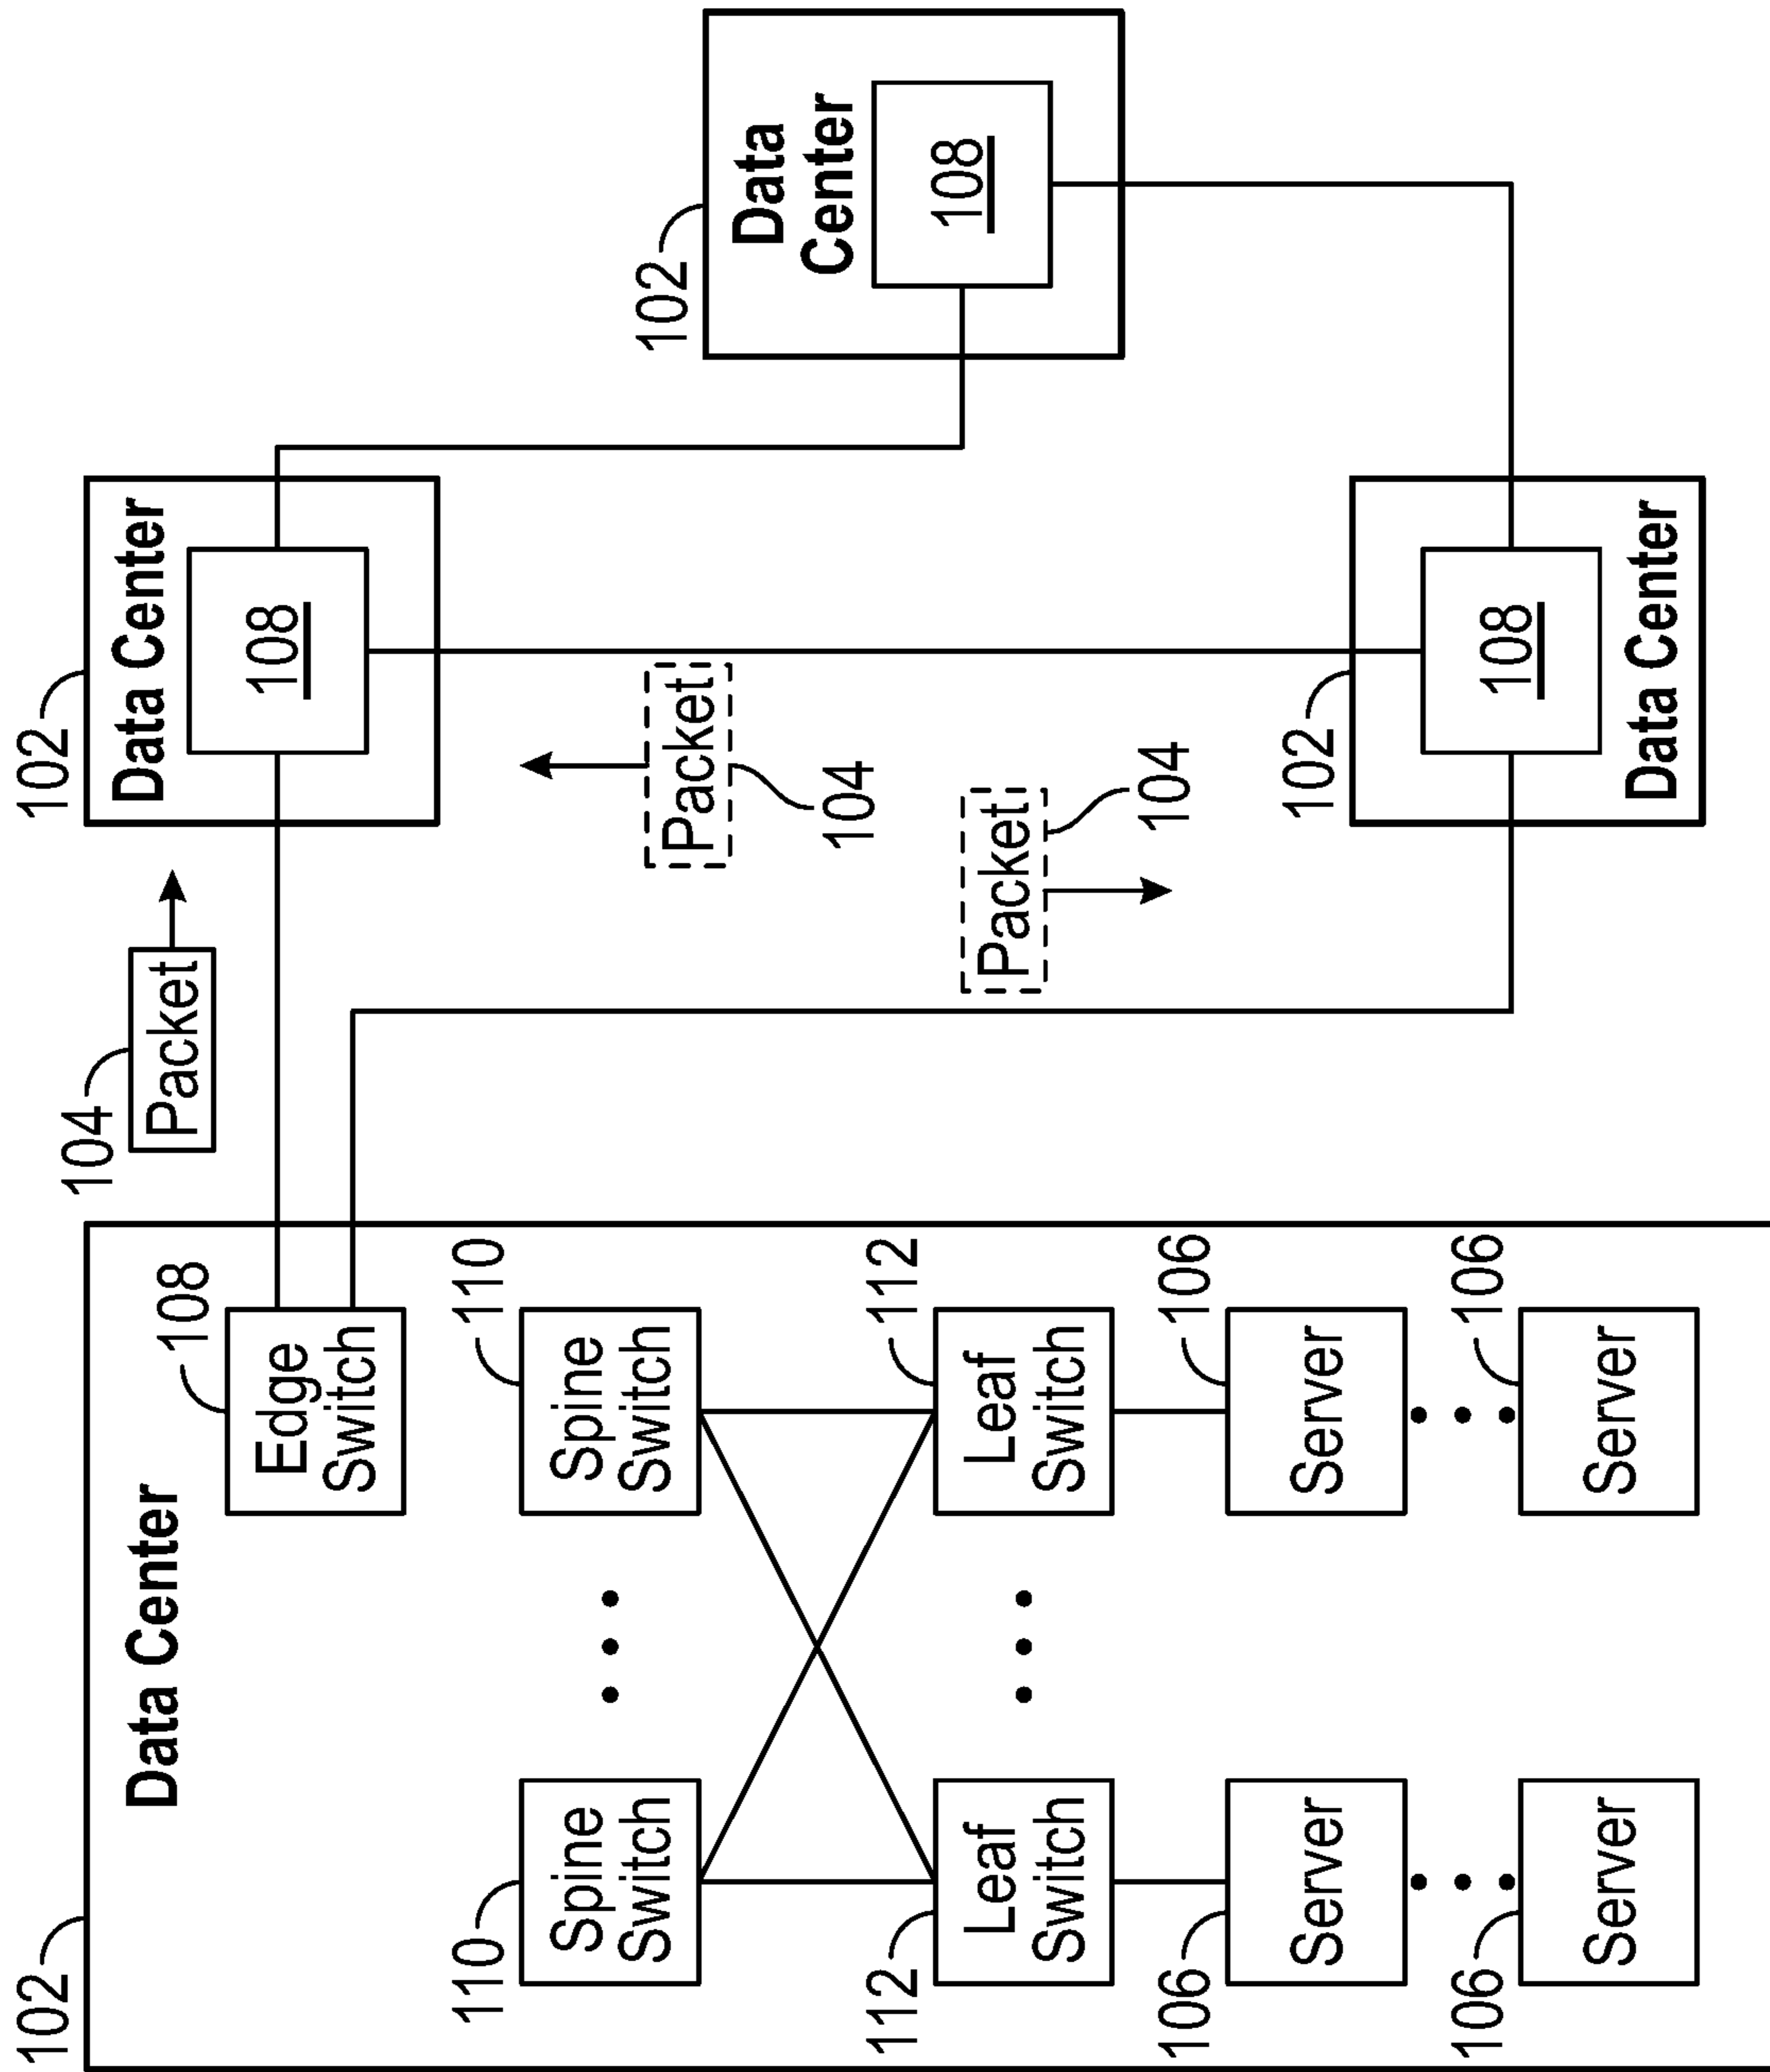 102
Data Center
108
Edge
Switch
110
Spine
Switch
110
Spine
Switch
112
Leaf
Switch
112
Leaf
Switch
106
Server
106
Server
106
Server
106
Server
104
Packet
102
Data Center
108
Packet
104
Packet
104
102
108
Data Center
102
Data
Center
108